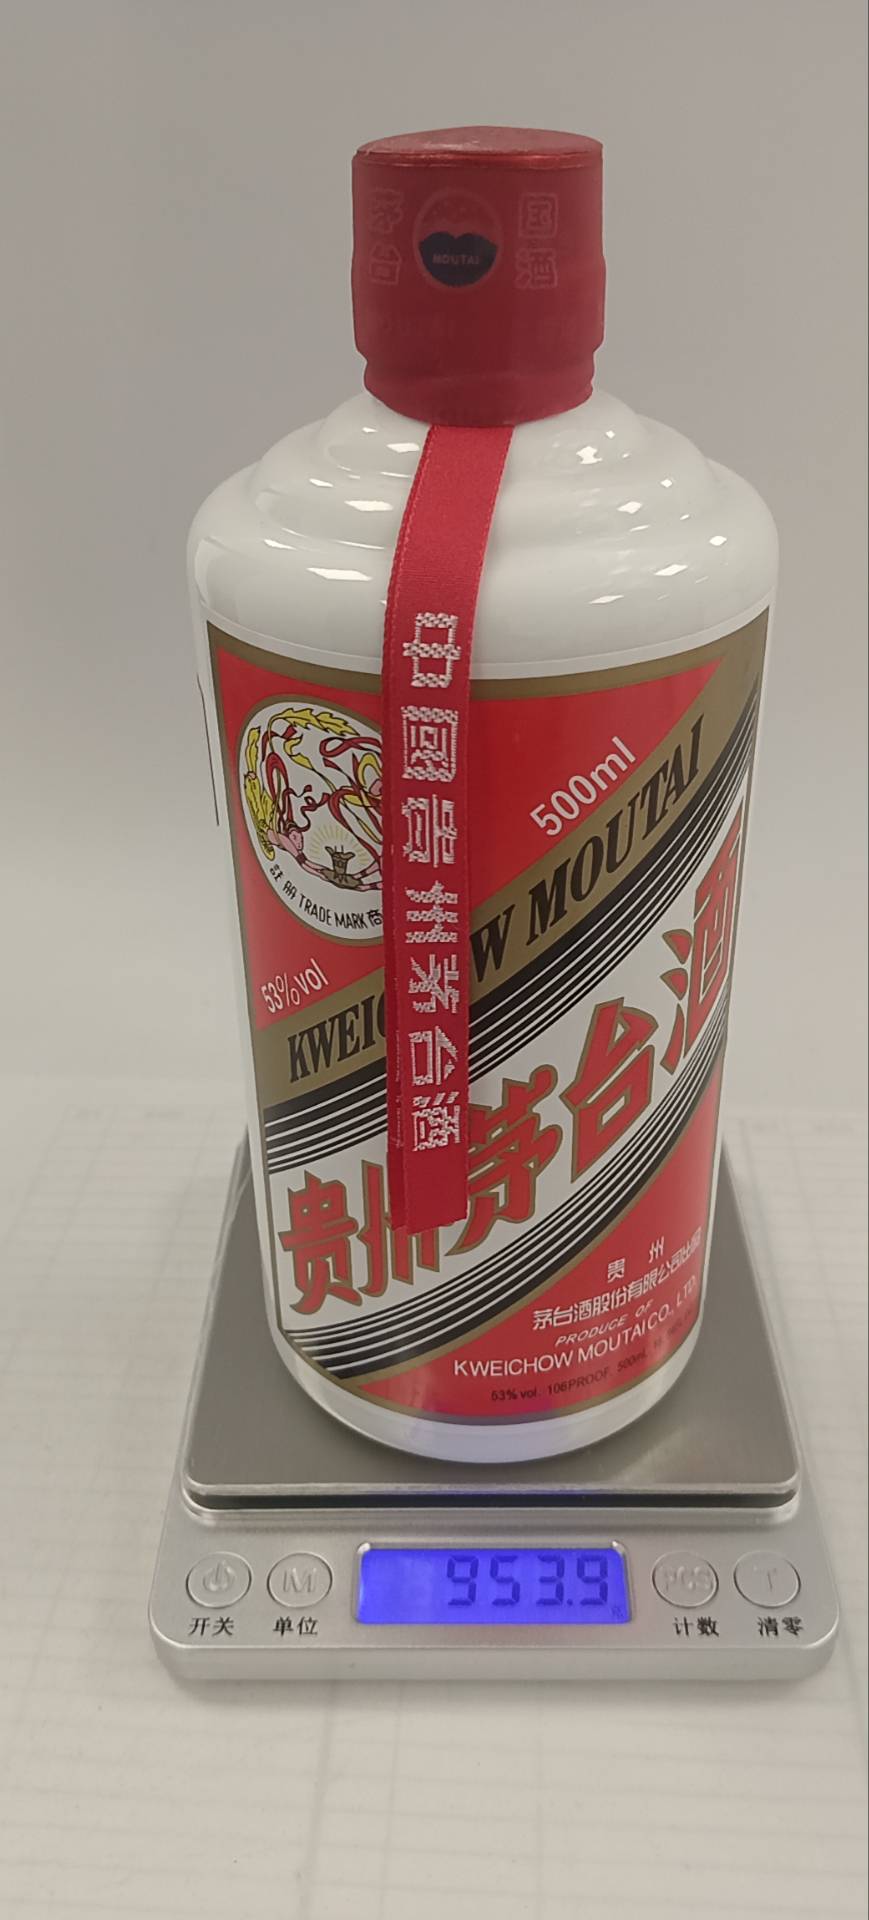 茅台
国酒
MOUTAI
中国贵州茅台酒
500ml
註册 TRADE MARK 商
53%vol
KWEICHOW MOUTAI
贵州茅台酒
贵州
茅台酒股份有限公司出品
PRODUCE OF
KWEICHOW MOUTAI CO., LTD.
53% vol. 106PROOF. 500mL
953.9
M
PCS
T
开关
单位
计数
清零